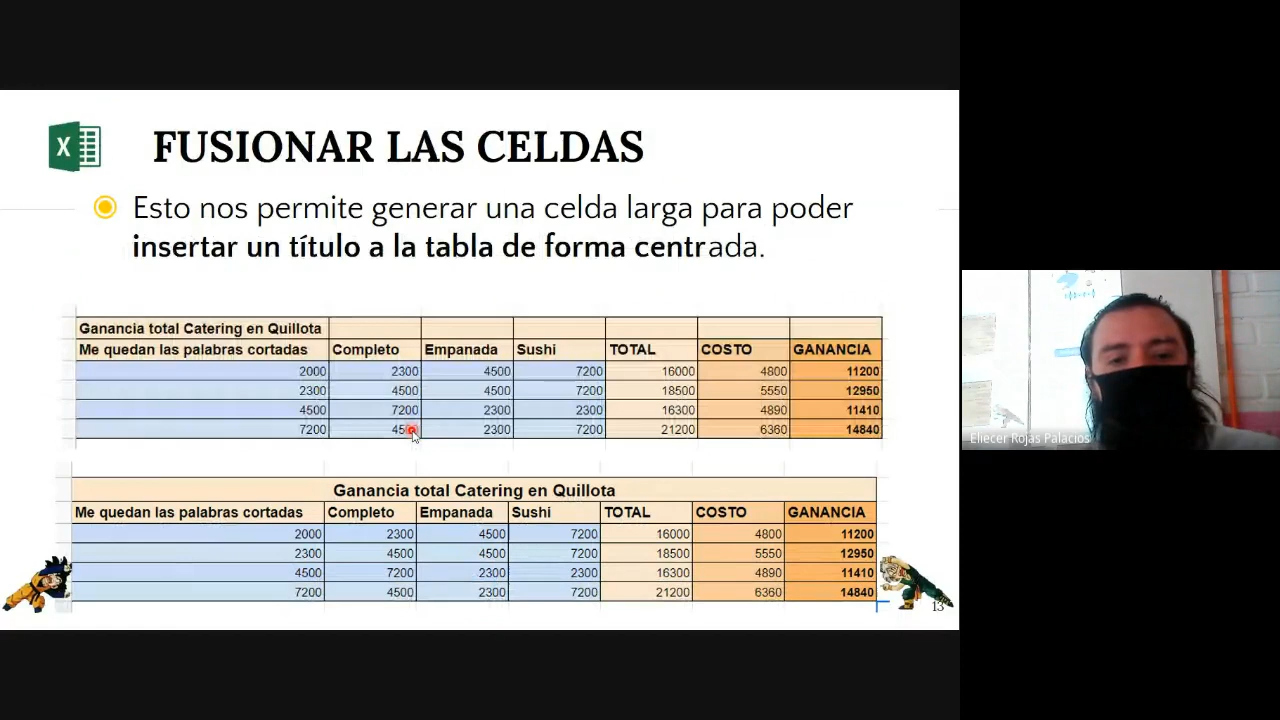 X
FUSIONAR LAS CELDAS
Esto nos permite generar una celda larga para poder
insertar un título a la tabla de forma centrada.
Ganancia total Catering en Quillota
Me quedan las palabras cortadas Completo Empanada Sushi TOTAL COSTO GANANCIA
2000 2300 4500 7200 16000 4800 11200
2300 4500 4500 7200 18500 5550 12950
4500 7200 2300 2300 16300 4890 11410
7200 4500 2300 7200 21200 6360 14840
Ganancia total Catering en Quillota
Me quedan las palabras cortadas Completo Empanada Sushi TOTAL COSTO GANANCIA
2000 2300 4500 7200 16000 4800 11200
2300 4500 4500 7200 18500 5550 12950
4500 7200 2300 2300 16300 4890 11410
7200 4500 2300 7200 21200 6360 14840
13
Eliecer Rojas Palacios